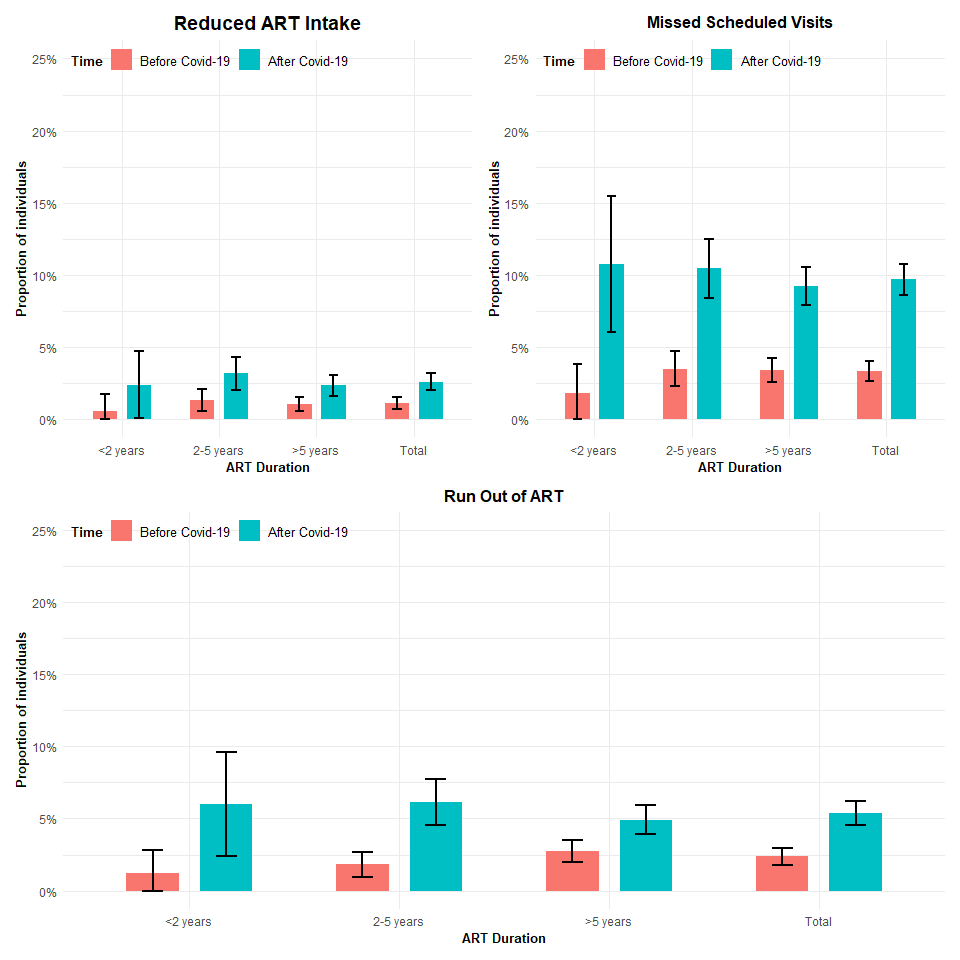 Reduced ART Intake
Time Before Covid-19 After Covid-19
25%
20%
15%
10%
5%
0%
Proportion of individuals
<2 years 2-5 years >5 years Total
ART Duration
Missed Scheduled Visits
Time Before Covid-19 After Covid-19
25%
20%
15%
10%
5%
0%
Proportion of individuals
<2 years 2-5 years >5 years Total
ART Duration
Run Out of ART
Time Before Covid-19 After Covid-19
25%
20%
15%
10%
5%
0%
Proportion of individuals
<2 years 2-5 years >5 years Total
ART Duration